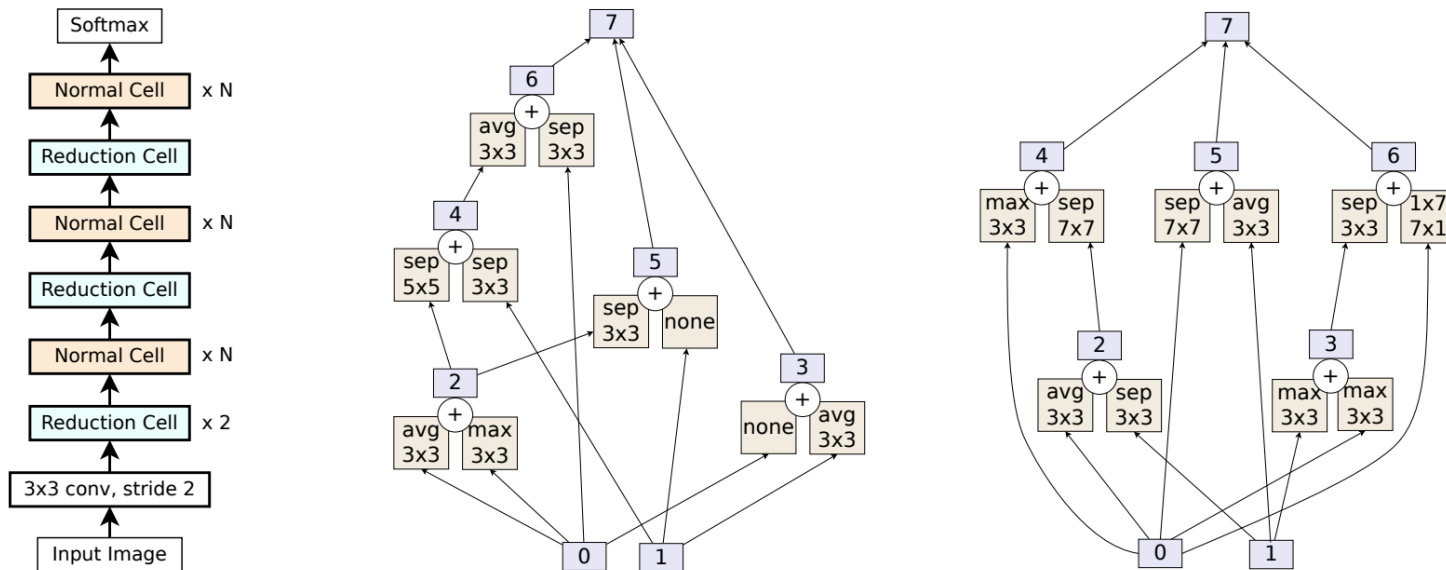 Softmax
Normal Cell x N
Reduction Cell
Normal Cell x N
Reduction Cell
Normal Cell x N
Reduction Cell x 2
3x3 conv, stride 2
Input Image
7
6
+
avg
3x3
sep
3x3
4
+
sep
5x5
sep
3x3
5
+
sep
3x3
none
2
+
avg
3x3
max
3x3
3
+
none
avg
3x3
0
1
7
4
+
max
3x3
sep
7x7
5
+
sep
7x7
avg
3x3
6
+
sep
3x3
1x7
7x1
2
+
avg
3x3
sep
3x3
3
+
max
3x3
max
3x3
0
1